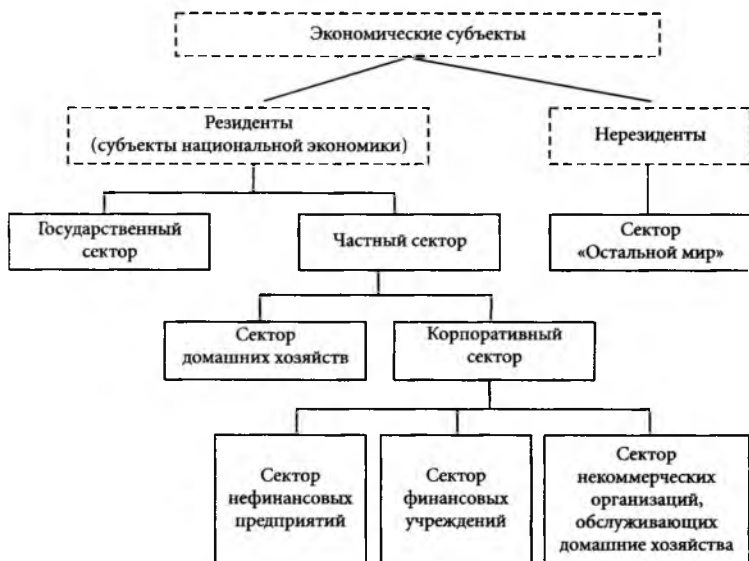 Экономические субъекты
Резиденты
(субъекты национальной экономики)
Нерезиденты
Государственный
сектор
Частный сектор
Сектор
«Остальной мир»
Сектор
домашних хозяйств
Корпоративный
сектор
Сектор
нефинансовых
предприятий
Сектор
финансовых
учреждений
Сектор
некоммерческих
организаций,
обслуживающих
домашние хозяйства